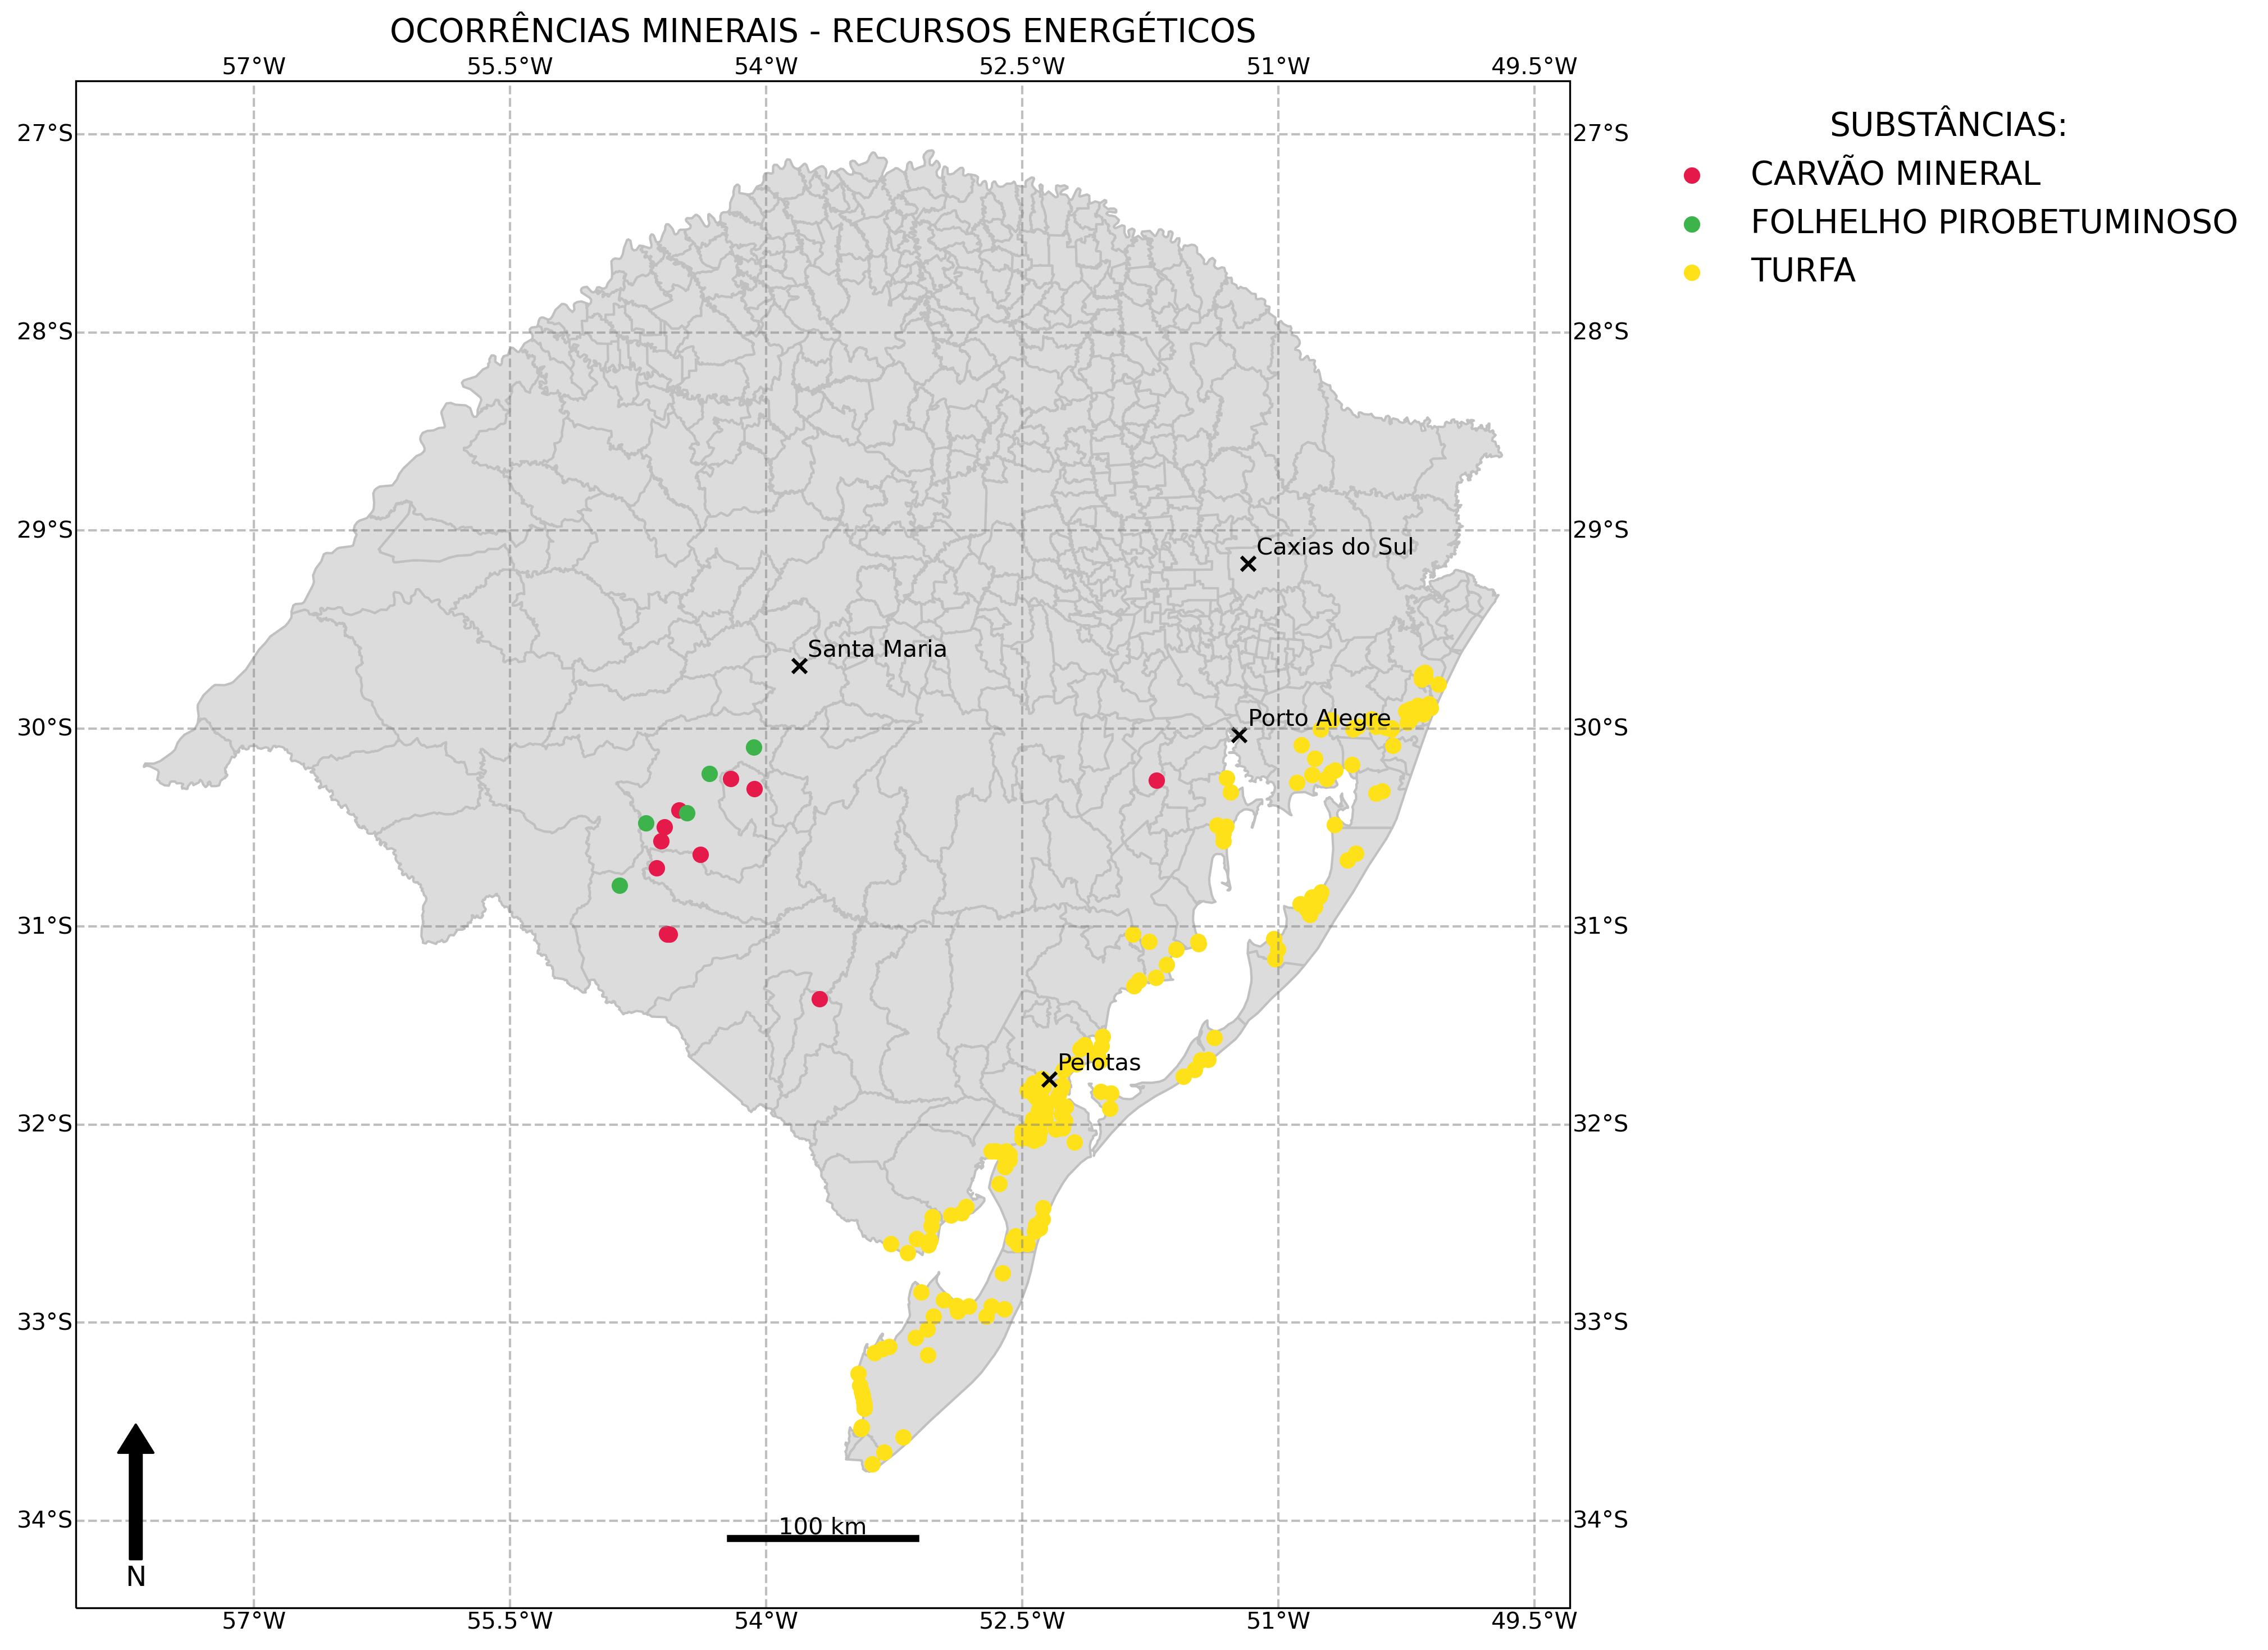 OCORRÊNCIAS MINERAIS - RECURSOS ENERGÉTICOS
57°W 55.5°W 54°W 52.5°W 51°W 49.5°W
SUBSTÂNCIAS:
CARVÃO MINERAL
FOLHELHO PIROBETUMINOSO
TURFA
27°S 27°S
28°S 28°S
29°S 29°S
Caxias do Sul
Santa Maria
Porto Alegre
30°S 30°S
31°S 31°S
Pelotas
32°S 32°S
33°S 33°S
34°S 34°S
100 km
N
57°W 55.5°W 54°W 52.5°W 51°W 49.5°W